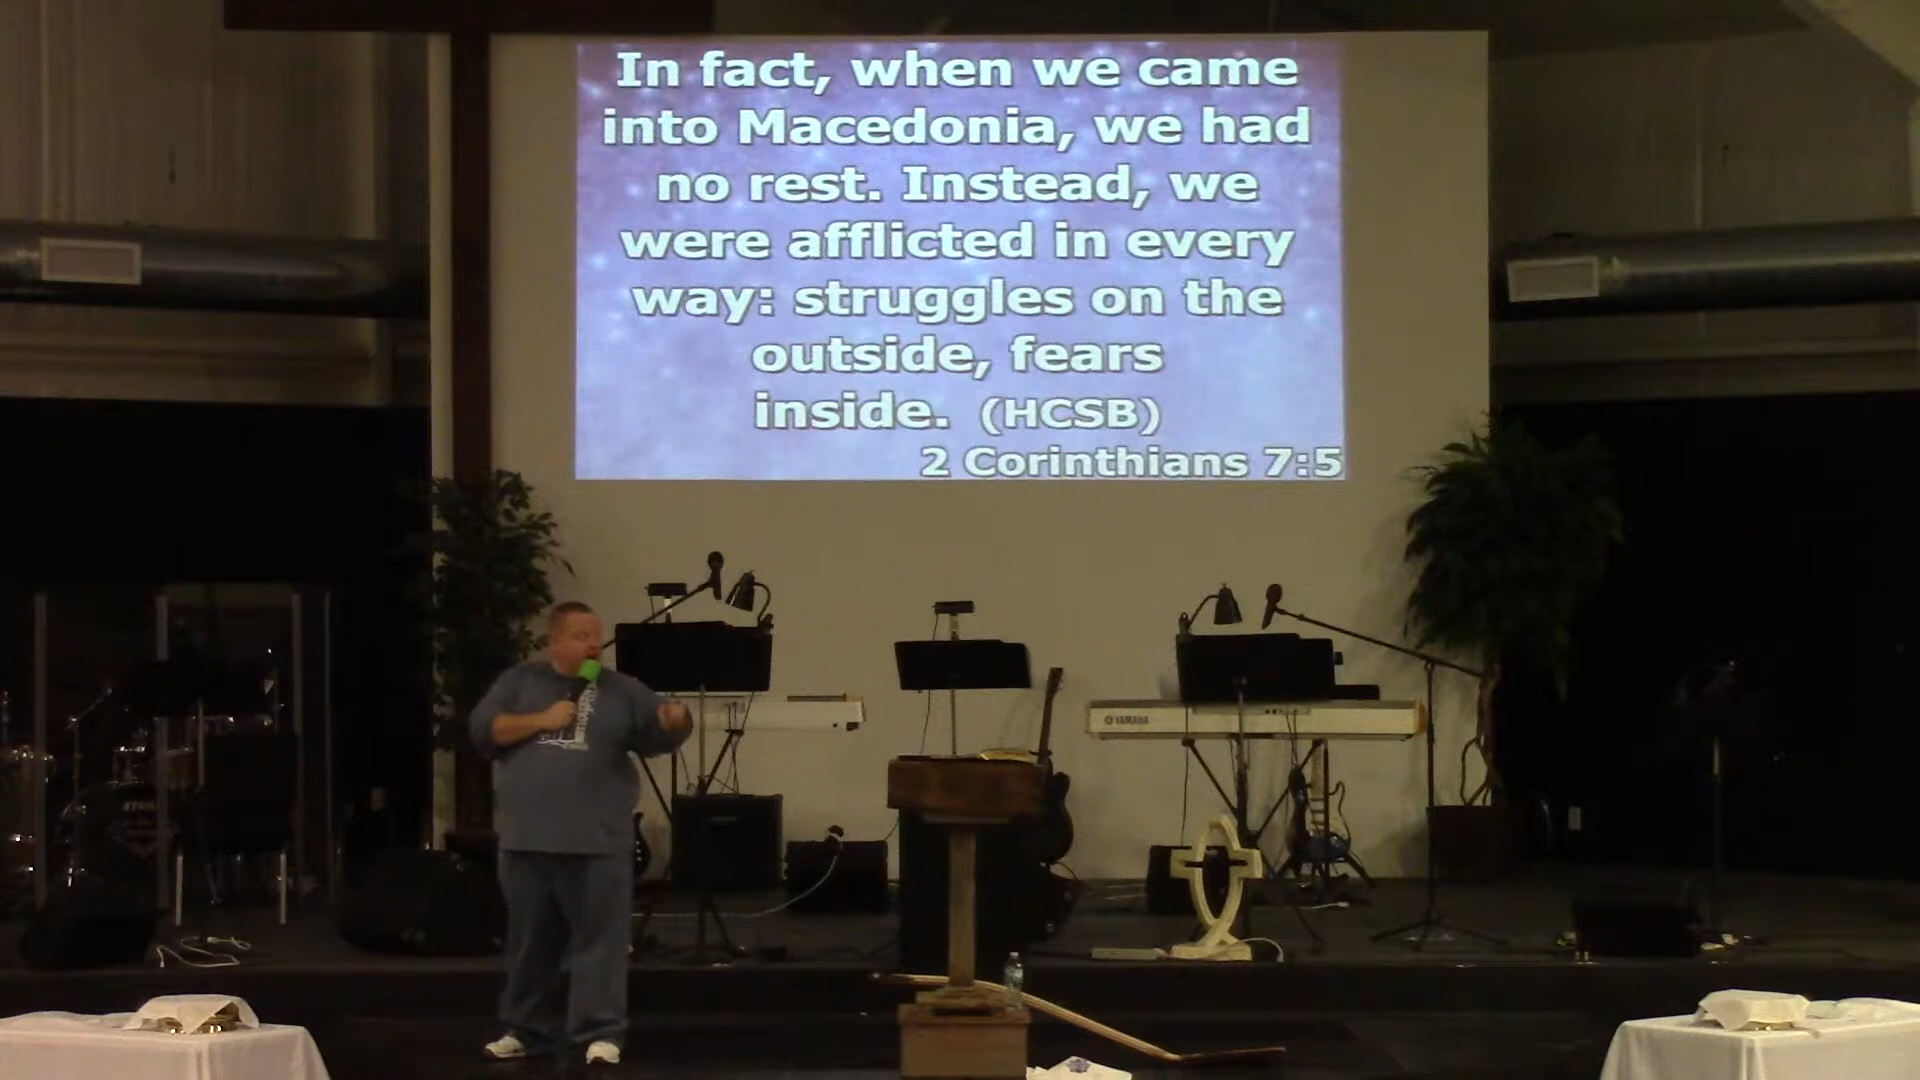 In fact, when we came
into Macedonia, we had
no rest. Instead, we
were afflicted in every
way: struggles on the
outside, fears
inside. (HCSB)
2 Corinthians 7:5
YAMAHA